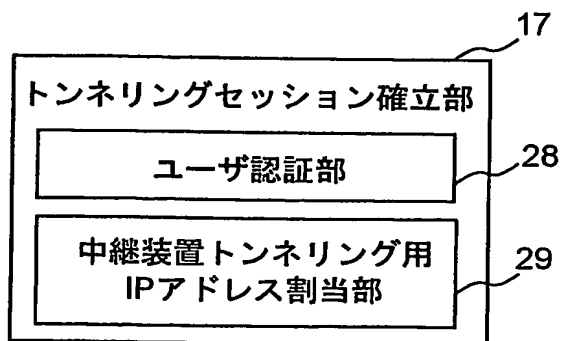 17
トンネリングセッション確立部
ユーザ認証部
28
中継装置トンネリング用
IPアドレス割当部
29